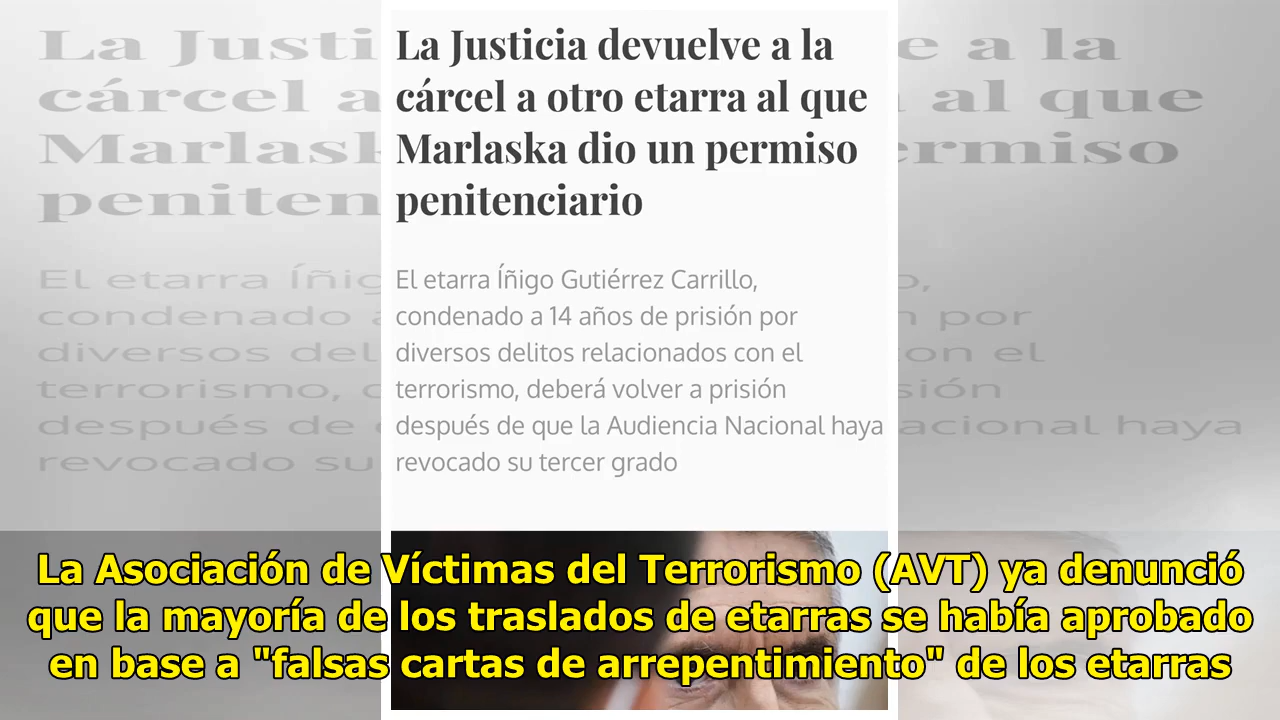 La Justicia devuelve a la
cárcel a otro etarra al que
Marlaska dio un permiso
penitenciario
El etarra Íñigo Gutiérrez Carrillo,
condenado a 14 años de prisión por
diversos delitos relacionados con el
terrorismo, deberá volver a prisión
después de que la Audiencia Nacional haya
revocado su tercer grado
La Asociación de Víctimas del Terrorismo (AVT) ya denunció
que la mayoría de los traslados de etarras se había aprobado
en base a "falsas cartas de arrepentimiento" de los etarras